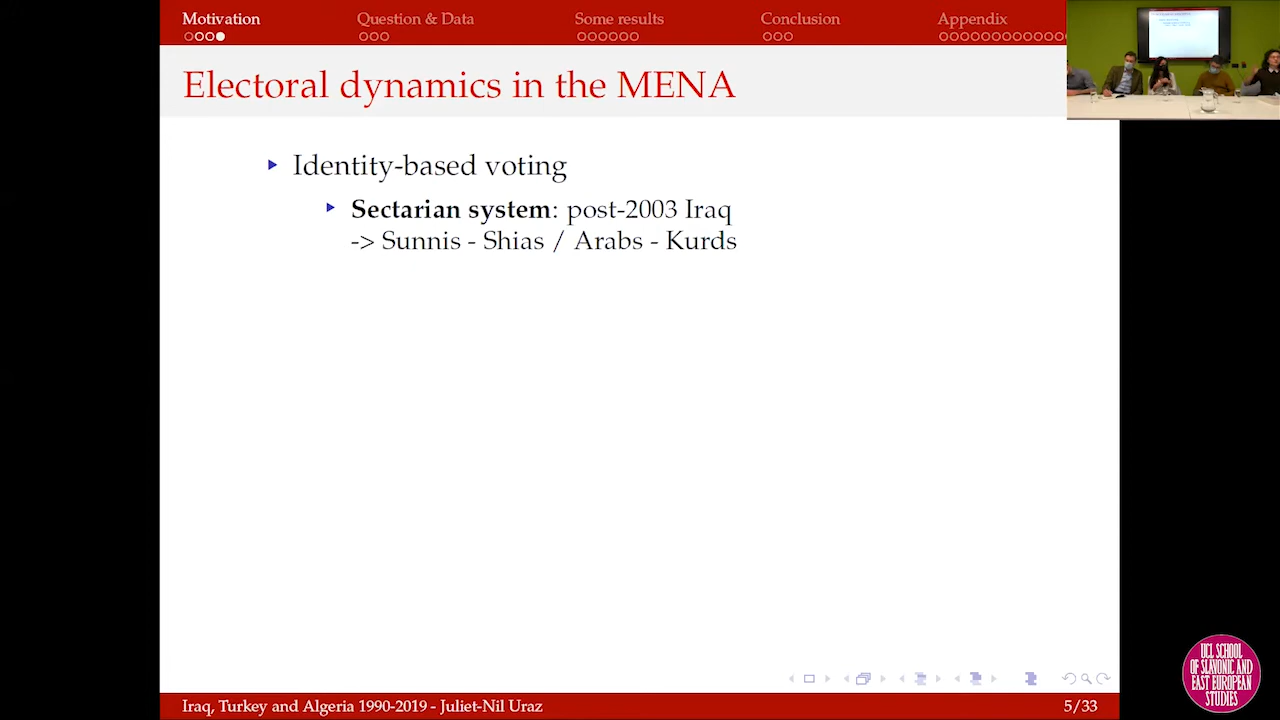 Motivation
Question & Data
Some results
Conclusion
Appendix
Electoral dynamics in the MENA
Identity-based voting
Sectarian system: post-2003 Iraq
-> Sunnis - Shias / Arabs - Kurds
Iraq, Turkey and Algeria 1990-2019 - Juliet-Nil Uraz
5/33
UCL SCHOOL
OF SLAVONIC AND
EAST EUROPEAN
STUDIES